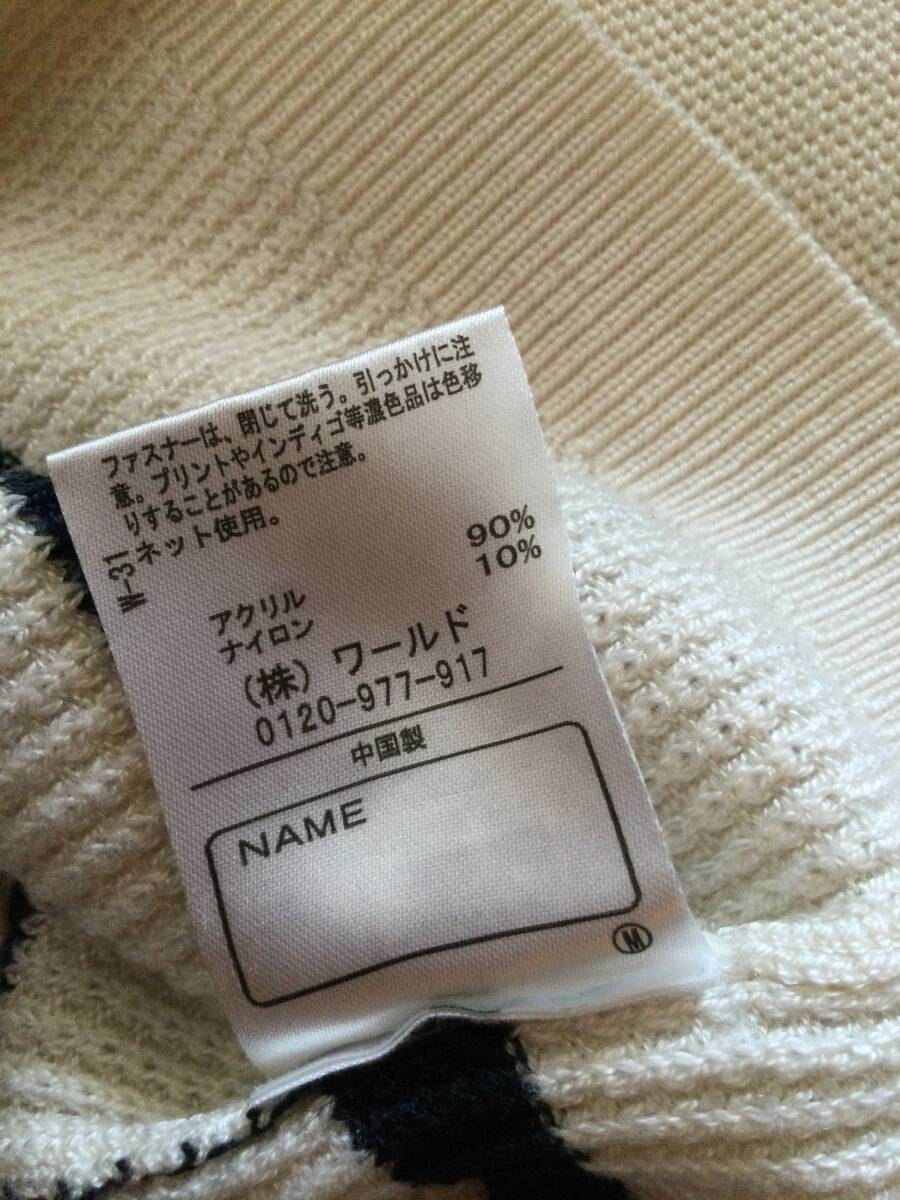 ファスナーは、閉じて洗う。引っかけに注
意。プリントやインディゴ等濃色品は色移
りすることがあるので注意。
ネット使用。
W-31
アクリル 90%
ナイロン 10%
(株) ワールド
0120-977-917
中国製
NAME
M